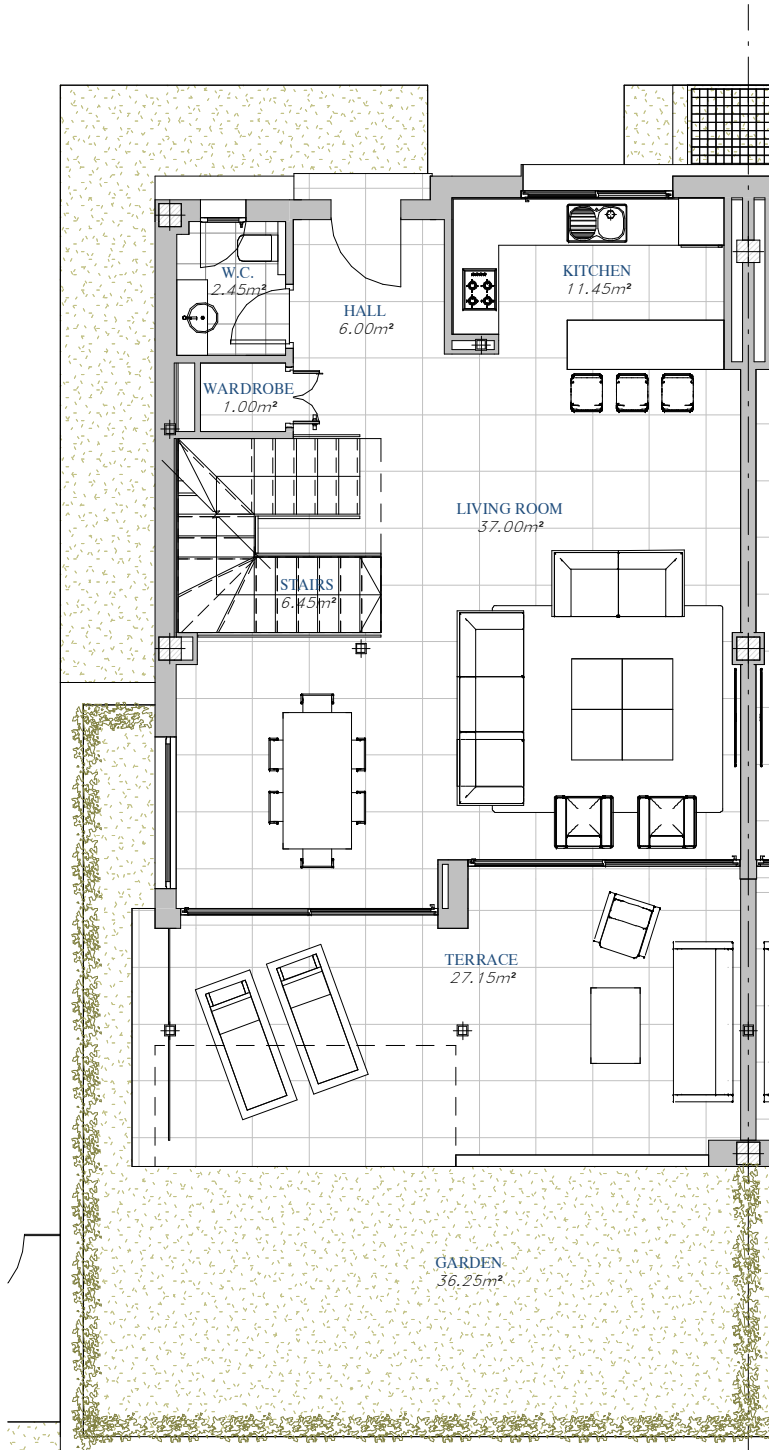 W.C.
2.45m²
HALL
6.00m²
KITCHEN
11.45m²
WARDROBE
1.00m²
LIVING ROOM
37.00m²
STAIRS
6.45m²
TERRACE
27.15m²
GARDEN
36.25m²